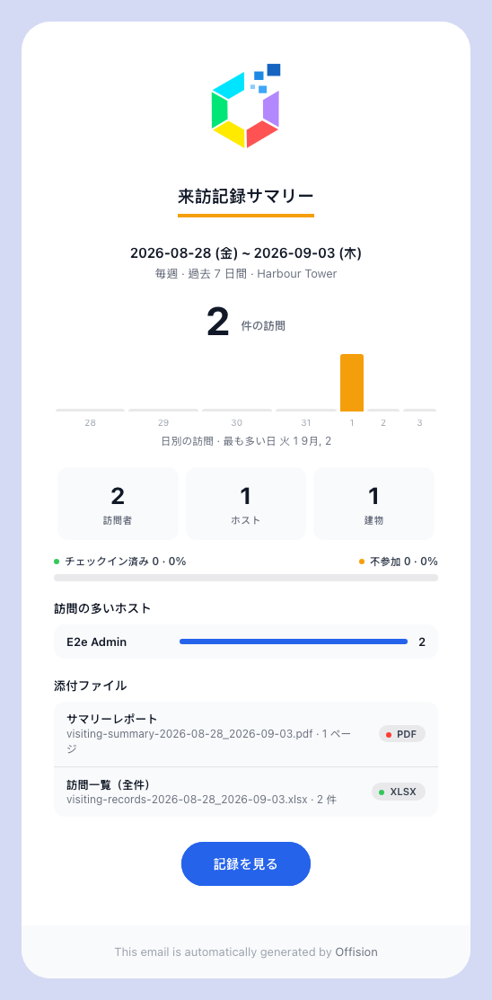 来訪記録サマリー
2026-08-28 (金) ~ 2026-09-03 (木)
毎週 · 過去 7 日間 · Harbour Tower
2 件の訪問
28 29 30 31 1 2 3
日別の訪問 · 最も多い日 火 1 9月, 2
2 1 1
訪問者 ホスト 建物
チェックイン済み 0 · 0% 不参加 0 · 0%
訪問の多いホスト
E2e Admin 2
添付ファイル
サマリーレポート
visiting-summary-2026-08-28_2026-09-03.pdf · 1 ペー
ジ
PDF
訪問一覧（全件）
visiting-records-2026-08-28_2026-09-03.xlsx · 2 件
XLSX
記録を見る
This email is automatically generated by Offision